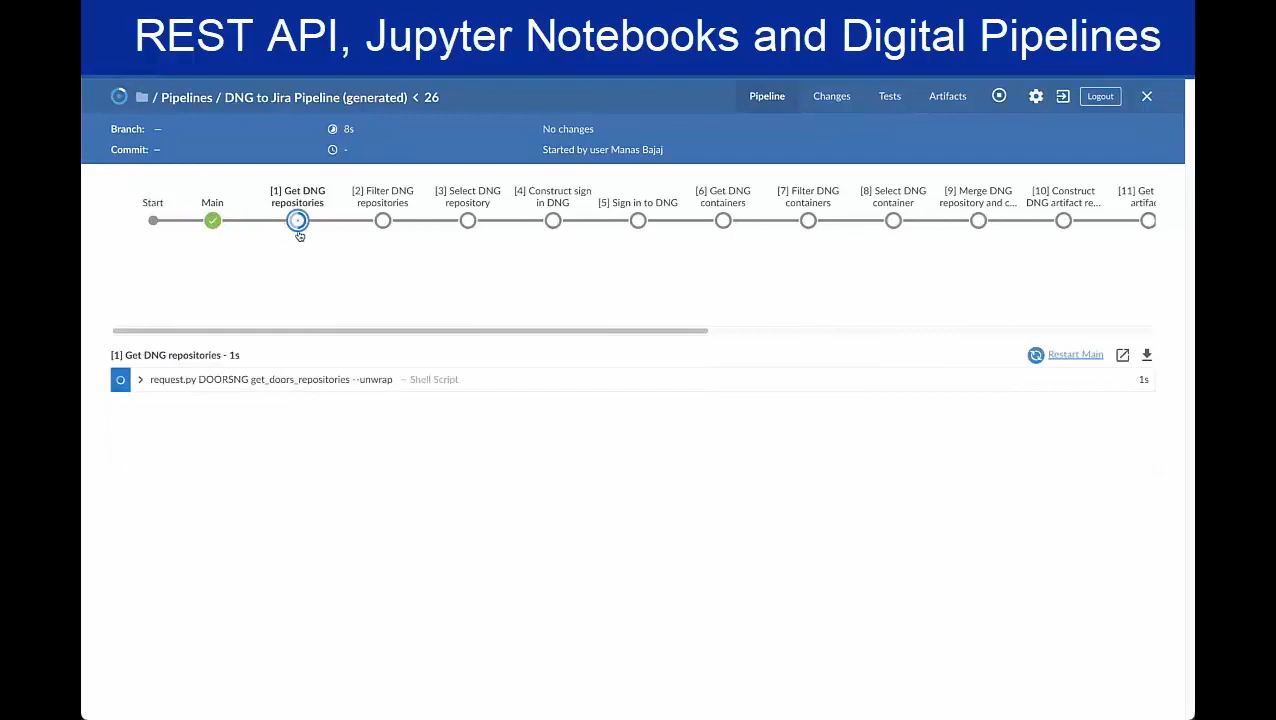 REST API, Jupyter Notebooks and Digital Pipelines
/ Pipelines / DNG to Jira Pipeline (generated) < 26
Pipeline
Changes
Tests
Artifacts
Logout
Branch: —
8s
No changes
Commit: —
-
Started by user Manas Bajaj
Start
Main
[1] Get DNG
repositories
[2] Filter DNG
repositories
[3] Select DNG
repository
[4] Construct sign
in DNG
[5] Sign in to DNG
[6] Get DNG
containers
[7] Filter DNG
containers
[8] Select DNG
container
[9] Merge DNG
repository and c...
[10] Construct
DNG artifact re...
[11] Get
artifac
[1] Get DNG repositories - 1s
Restart Main
request.py DOORSNG get_doors_repositories --unwrap — Shell Script
1s